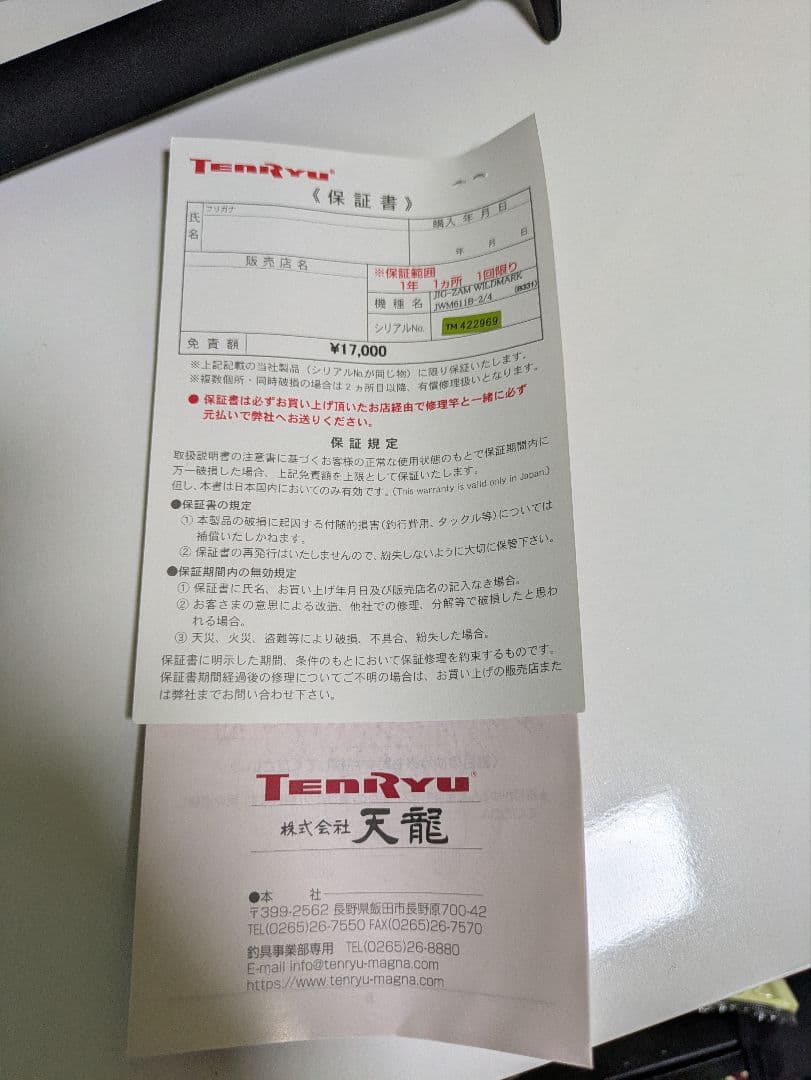 TENRYU®
《保証書》
フリガナ
氏名
購入年月日
年 月 日
販売店名
※保証範囲
1年 1ヵ所 1回限り
機種名
JIG-ZAM WILDMARK
JWM611B-2/4
シリアルNo.
TM 422969
免責額
¥17,000
※上記記載の当社製品（シリアルNo.が同じ物）に限り保証いたします。
※複数個所・同時破損の場合は2ヵ所目以降、有償修理扱いとなります。
●保証書は必ずお買い上げ頂いたお店経由で修理竿と一緒に必ず
元払いで弊社へお送りください。
保証規定
取扱説明書の注意書に基づくお客様の正常な使用状態のもとで保証期間内に
万一破損した場合、上記免責額を上限として保証いたします。
但し、本書は日本国内においてのみ有効です。(This warranty is valid only in Japan.)
●保証書の規定
① 本製品の破損に起因する付随的損害(釣行費用、タックル等)については
補償いたしかねます。
② 保証書の再発行はいたしませんので、紛失しないように大切に保管下さい。
●保証期間内の無効規定
① 保証書に氏名、お買い上げ年月日及び販売店名の記入なき場合。
② お客さまの意思による改造、他社での修理、分解等で破損したと思わ
れる場合。
③ 天災、火災、盗難等により破損、不具合、紛失した場合。
保証書に明示した期間、条件のもとにおいて保証修理を約束するものです。
保証書期間経過後の修理についてご不明の場合は、お買い上げの販売店また
は弊社までお問い合わせ下さい。
TENRYU®
株式会社 天龍
●本 社
〒399-2562 長野県飯田市長野原700-42
TEL(0265)26-7550 FAX(0265)26-7570
釣具事業部専用 TEL(0265)26-8880
E-mail info@tenryu-magna.com
https://www.tenryu-magna.com